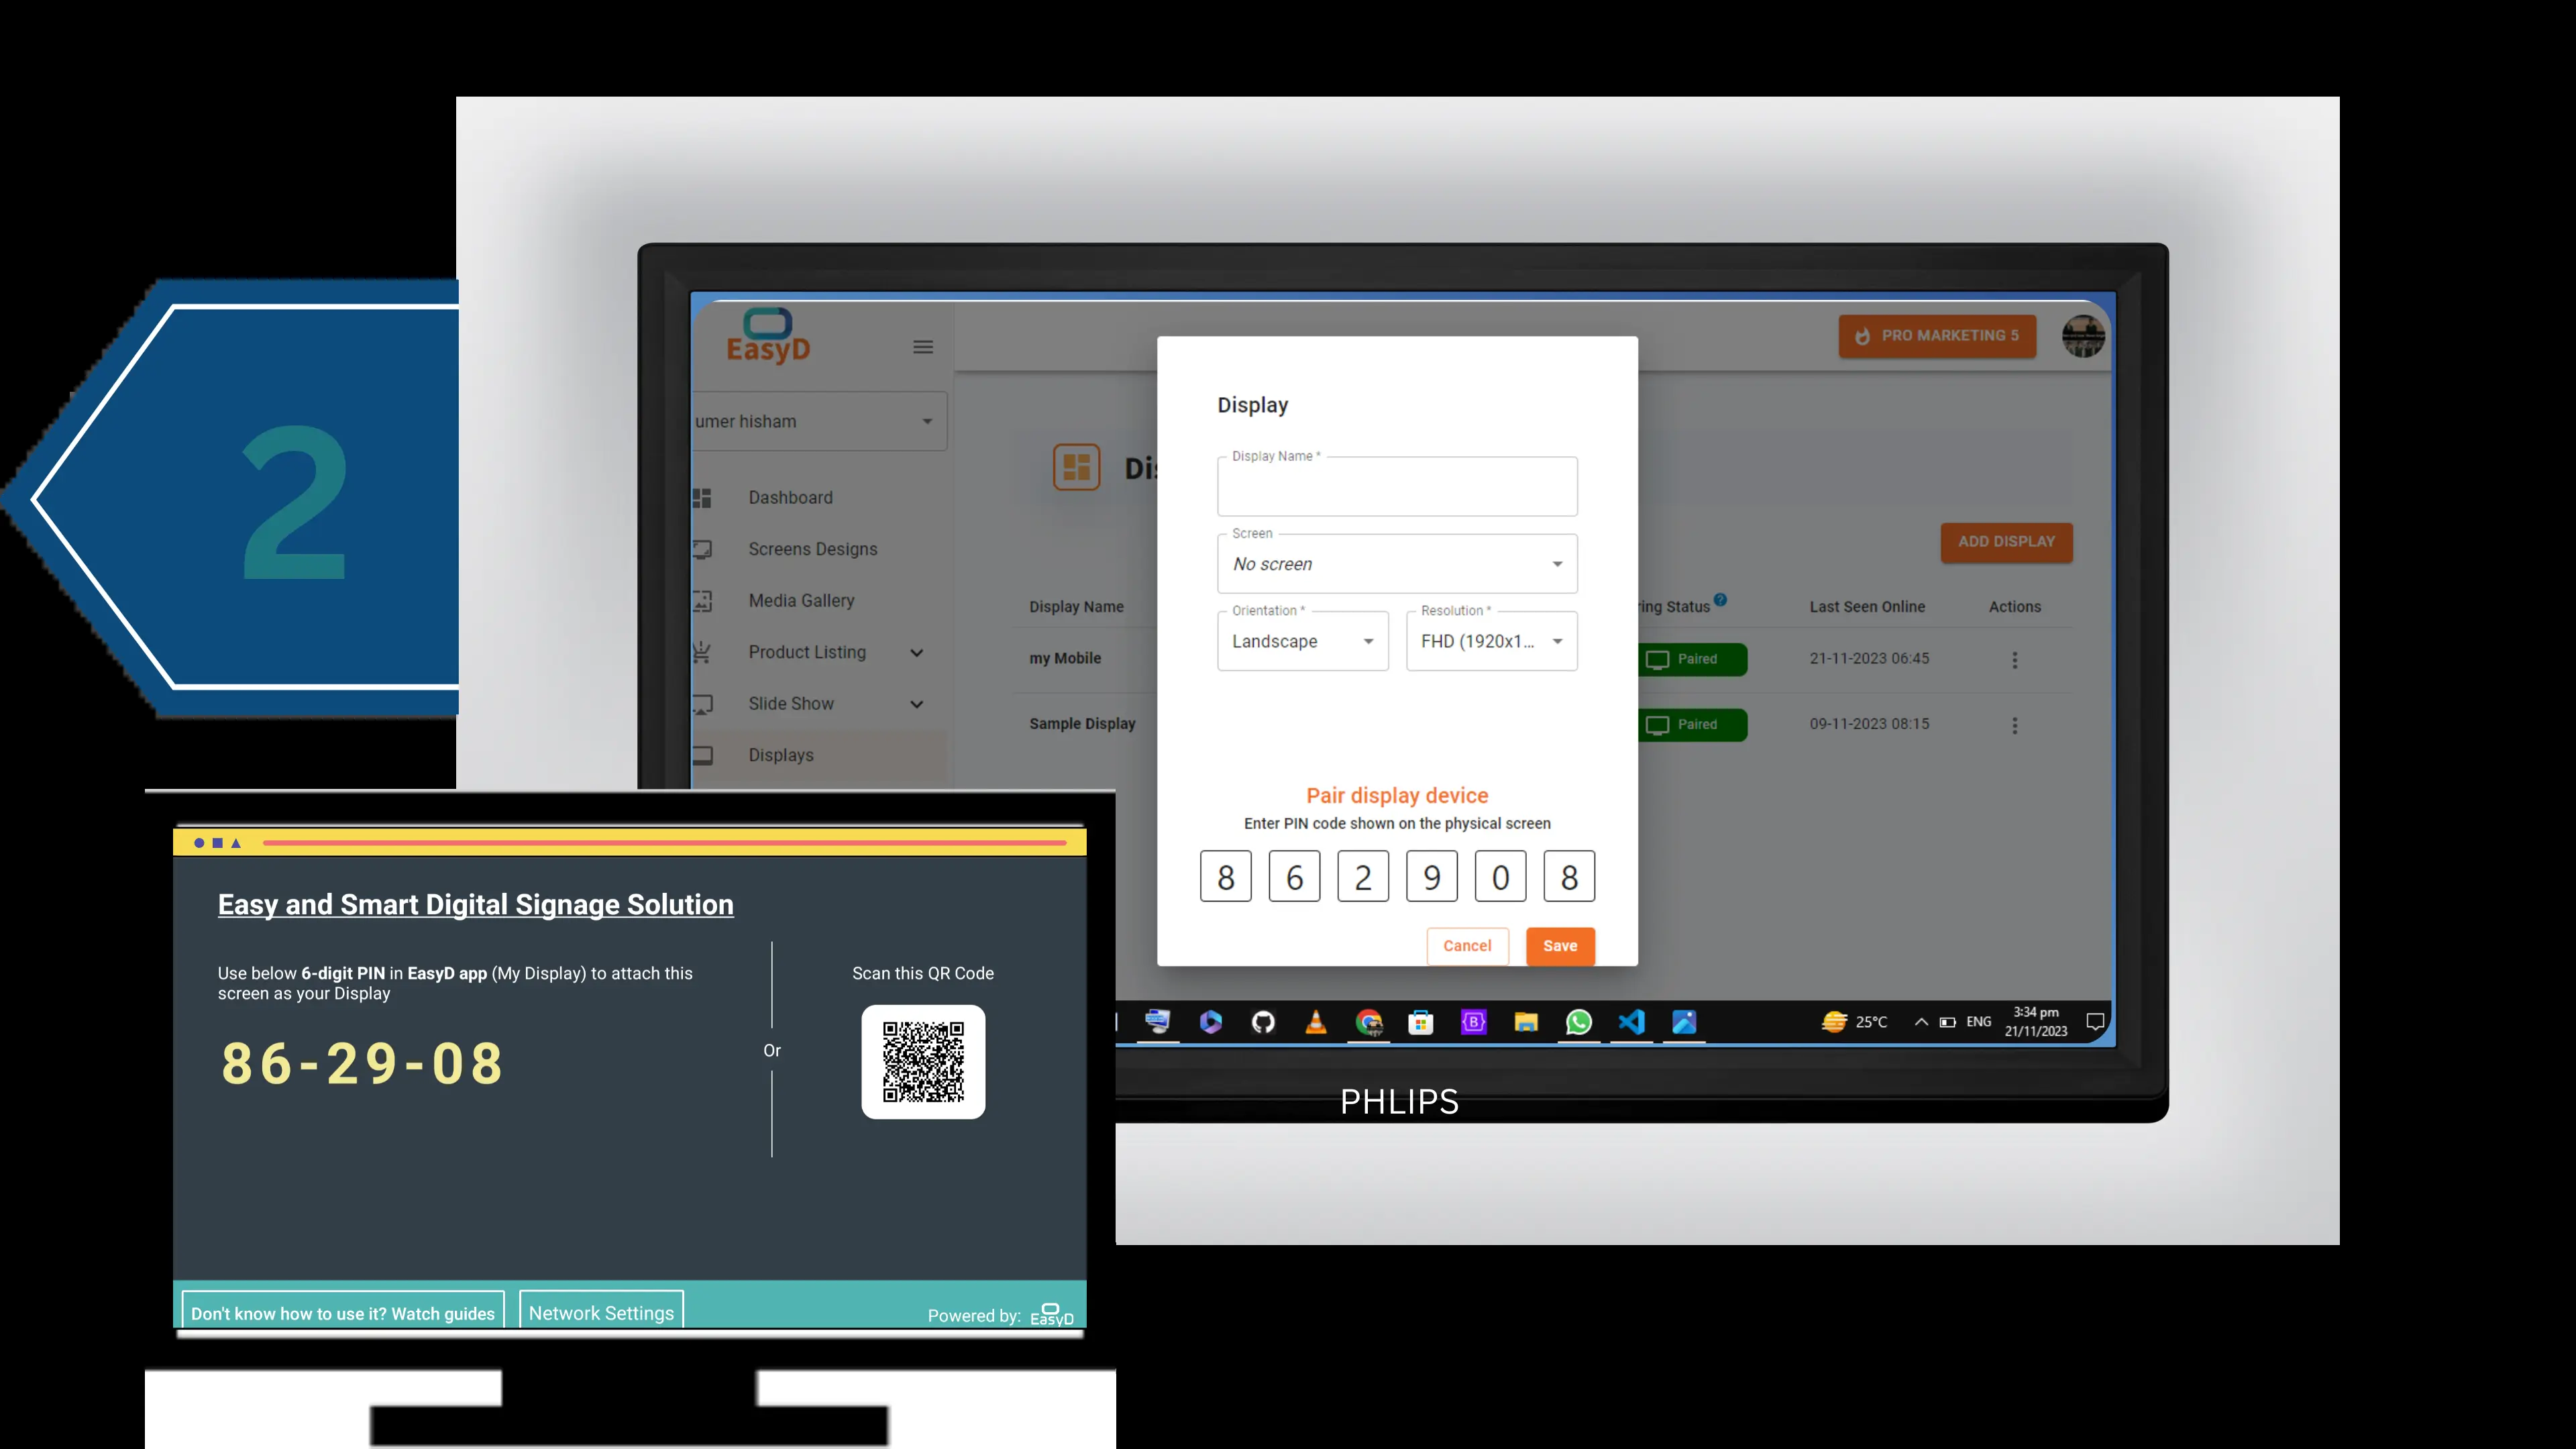 2
EasyD
PRO MARKETING 5
umer hisham
Dashboard
Screens Designs
Media Gallery
Product Listing
Slide Show
Displays
ADD DISPLAY
Display Name
Status
Last Seen Online
Actions
my Mobile
Paired
21-11-2023 06:45
Sample Display
Paired
09-11-2023 08:15
Display
Display Name *
Screen
No screen
Orientation *
Landscape
Resolution *
FHD (1920x1...
Pair display device
Enter PIN code shown on the physical screen
8 6 2 9 0 8
Cancel
Save
25°C
ENG
3:34 pm
21/11/2023
PHLIPS
Easy and Smart Digital Signage Solution
Use below 6-digit PIN in EasyD app (My Display) to attach this
screen as your Display
86-29-08
Or
Scan this QR Code
Don't know how to use it? Watch guides
Network Settings
Powered by: EasyD